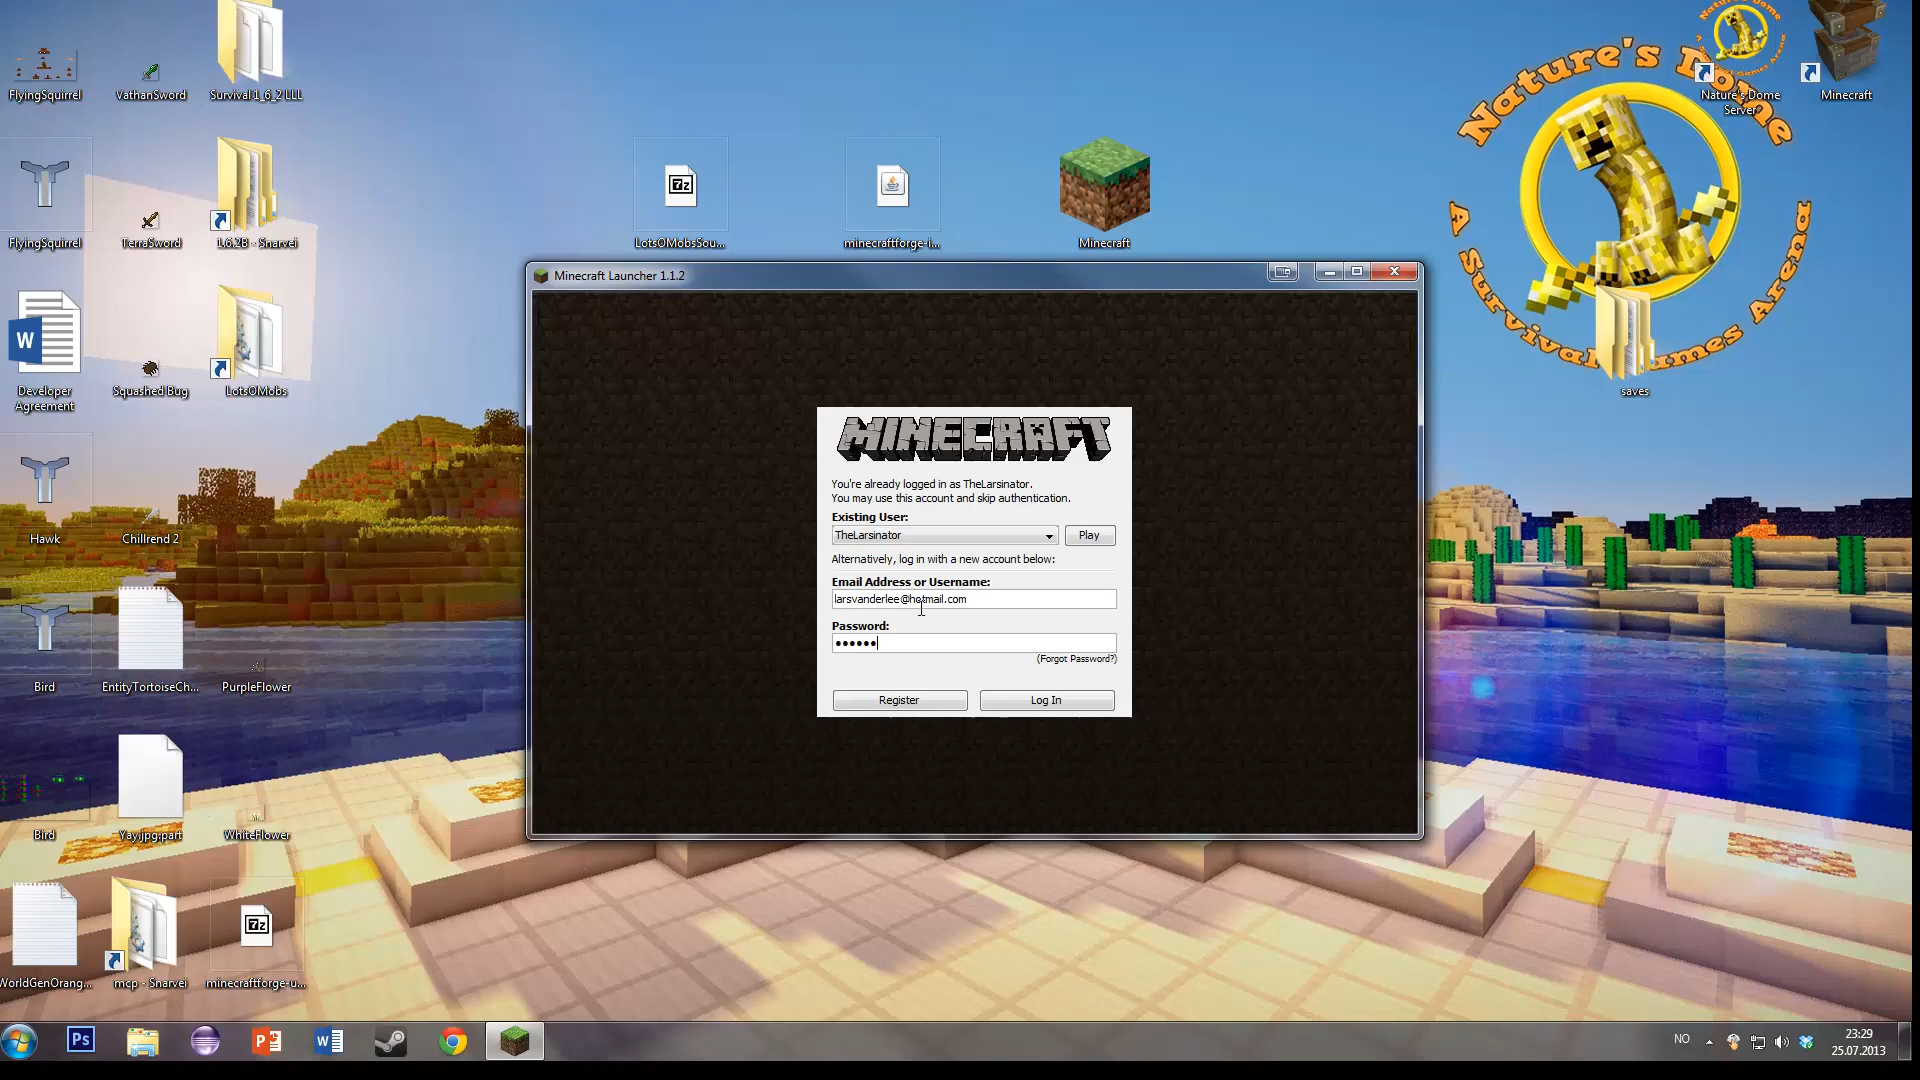 FlyingSquirrel
VathanSword
Survival 1_6_2 LLL
Nature's Dome
Server
Minecraft
Nature's Dome
A Survival Games Arena
FlyingSquirrel
TerraSword
1.6.2B - Snarvei
LotsOMobsSou...
minecraftforge-i...
Minecraft
Developer
Agreement
Squashed Bug
LotsOMobs
saves
Minecraft Launcher 1.1.2
MINECRAFT
You're already logged in as TheLarsinator.
You may use this account and skip authentication.
Existing User:
TheLarsinator
Play
Alternatively, log in with a new account below:
Email Address or Username:
larsvanderlee@hotmail.com
Password:
●●●●●●
(Forgot Password?)
Register
Log In
Hawk
Chillrend 2
Bird
EntityTortoiseCh...
PurpleFlower
Bird
Yay.jpg.part
WhiteFlower
WorldGenOrang...
mcp - Snarvei
minecraftforge-u...
7z
7z
W
Ps
P
W
NO
23:29
25.07.2013